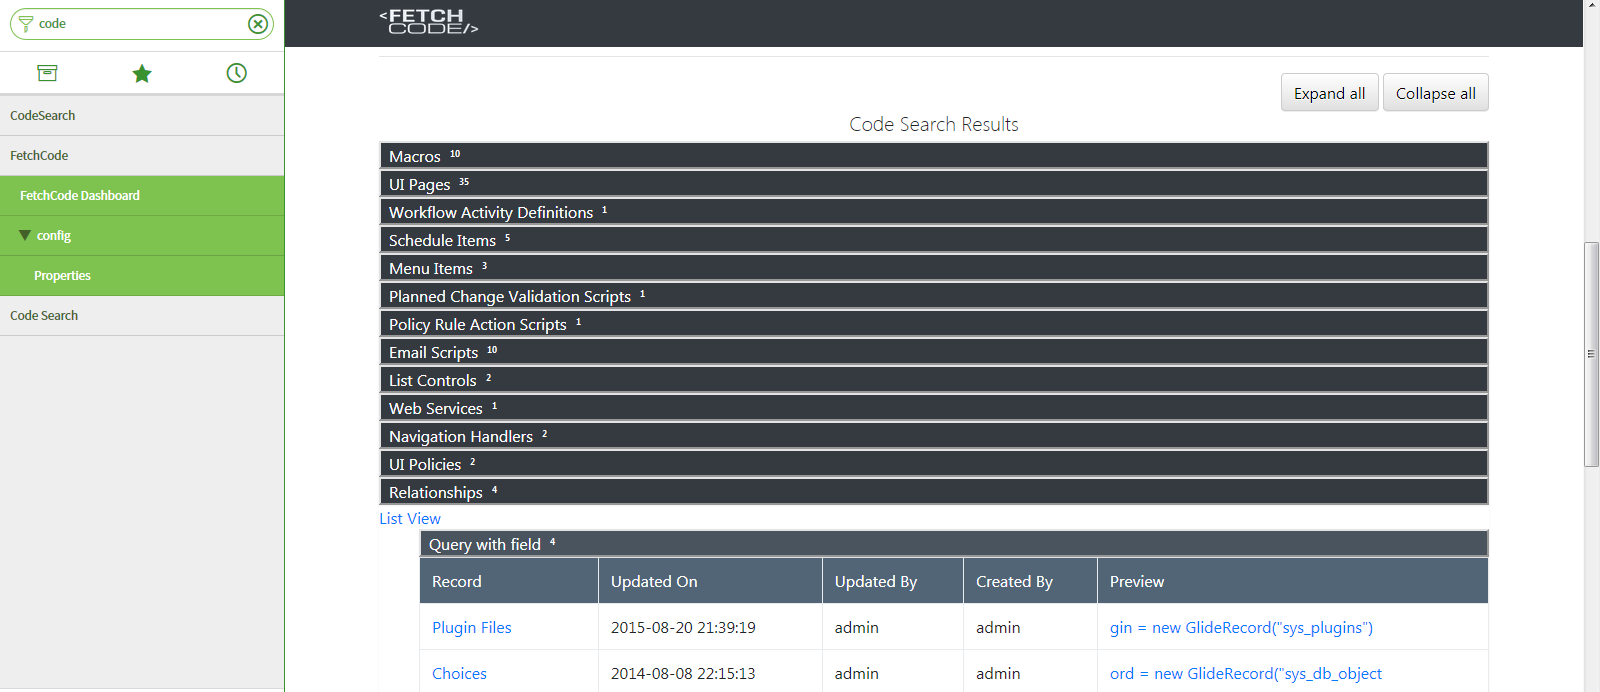 code
CodeSearch
FetchCode
FetchCode Dashboard
config
Properties
Code Search
<FETCH
CODE/>
Expand all Collapse all
Code Search Results
Macros 10
UI Pages 35
Workflow Activity Definitions 1
Schedule Items 5
Menu Items 3
Planned Change Validation Scripts 1
Policy Rule Action Scripts 1
Email Scripts 10
List Controls 2
Web Services 1
Navigation Handlers 2
UI Policies 2
Relationships 4
List View
Query with field 4
Record Updated On Updated By Created By Preview
Plugin Files 2015-08-20 21:39:19 admin admin gin = new GlideRecord("sys_plugins")
Choices 2014-08-08 22:15:13 admin admin ord = new GlideRecord("sys_db_object